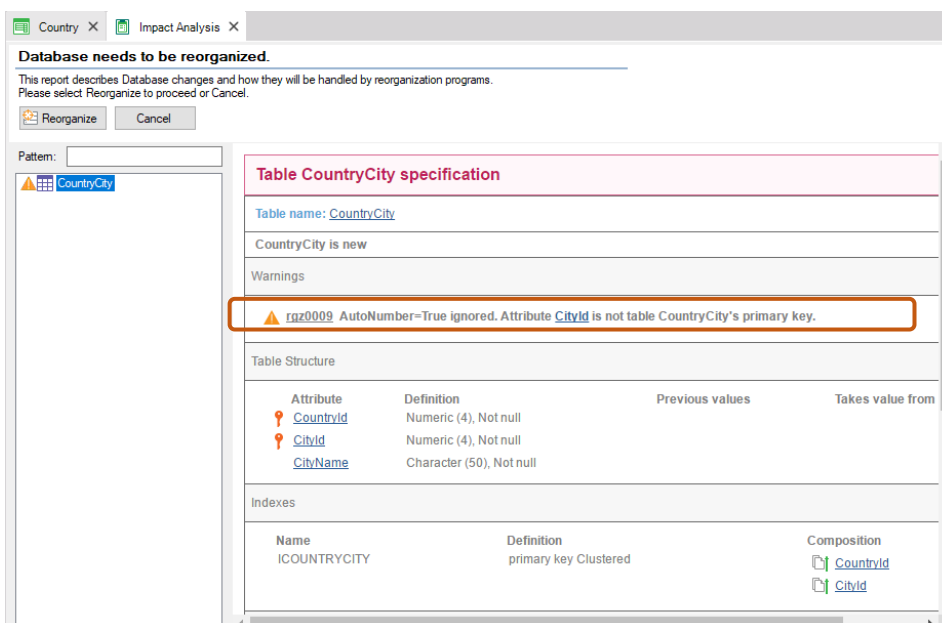 Country
Impact Analysis
Database needs to be reorganized.
This report describes Database changes and how they will be handled by reorganization programs.
Please select Reorganize to proceed or Cancel.
Reorganize Cancel
Pattern:
CountryCity
Table CountryCity specification
Table name: CountryCity
CountryCity is new
Warnings
rgz0009 AutoNumber=True ignored. Attribute CityId is not table CountryCity's primary key.
Table Structure
Attribute Definition Previous values Takes value from
CountryId Numeric (4), Not null
CityId Numeric (4), Not null
CityName Character (50), Not null
Indexes
Name Definition Composition
ICOUNTRYCITY primary key Clustered CountryId
CityId